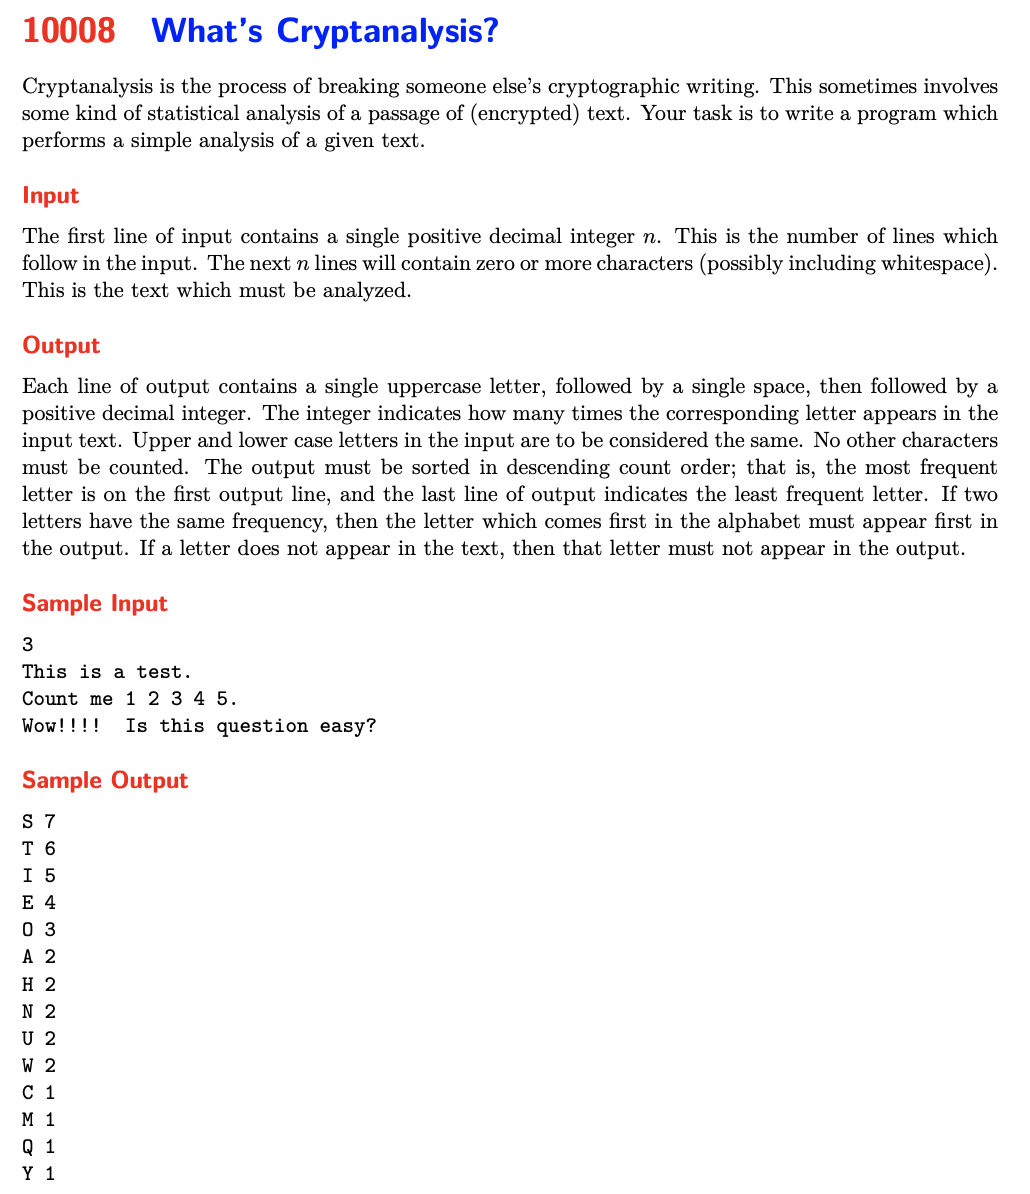 10008 What's Cryptanalysis?
Cryptanalysis is the process of breaking someone else's cryptographic writing. This sometimes involves
some kind of statistical analysis of a passage of (encrypted) text. Your task is to write a program which
performs a simple analysis of a given text.
Input
The first line of input contains a single positive decimal integer n. This is the number of lines which
follow in the input. The next n lines will contain zero or more characters (possibly including whitespace).
This is the text which must be analyzed.
Output
Each line of output contains a single uppercase letter, followed by a single space, then followed by a
positive decimal integer. The integer indicates how many times the corresponding letter appears in the
input text. Upper and lower case letters in the input are to be considered the same. No other characters
must be counted. The output must be sorted in descending count order; that is, the most frequent
letter is on the first output line, and the last line of output indicates the least frequent letter. If two
letters have the same frequency, then the letter which comes first in the alphabet must appear first in
the output. If a letter does not appear in the text, then that letter must not appear in the output.
Sample Input
3
This is a test.
Count me 1 2 3 4 5.
Wow!!!!  Is this question easy?
Sample Output
S 7
T 6
I 5
E 4
O 3
A 2
H 2
N 2
U 2
W 2
C 1
M 1
Q 1
Y 1